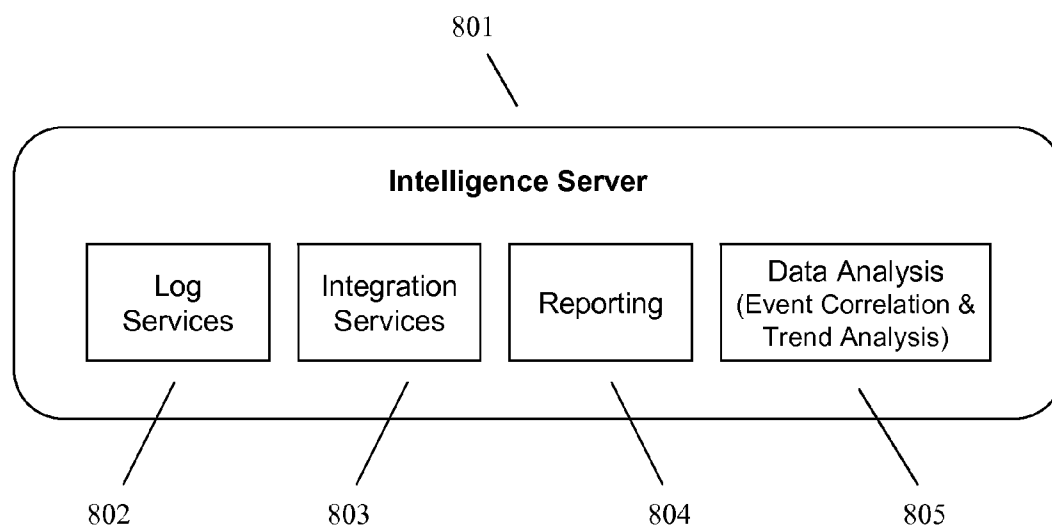 801
Intelligence Server
Log
Services
Integration
Services
Reporting
Data Analysis
(Event Correlation &
Trend Analysis)
802
803
804
805